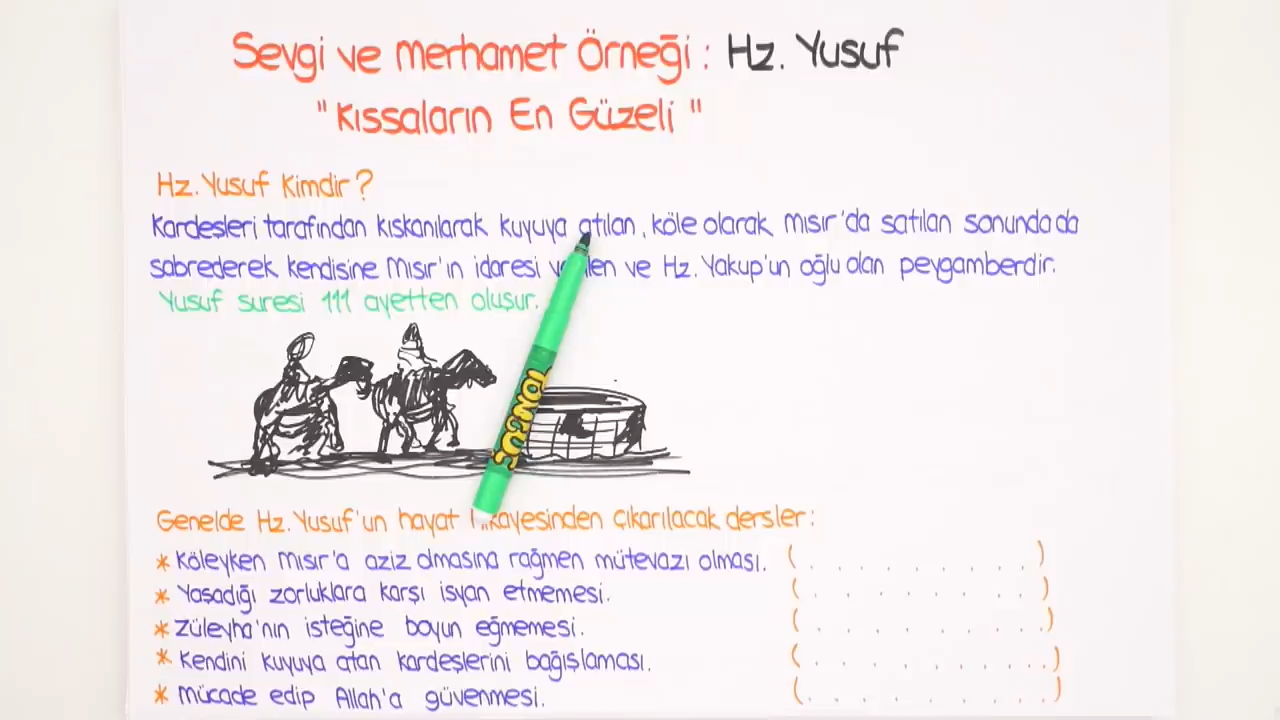 Sevgi ve Merhamet Örneği : Hz. Yusuf
" Kıssaların En Güzeli "
Hz. Yusuf Kimdir ?
Kardeşleri tarafından kıskanılarak kuyuya atılan, köle olarak Mısır'da satılan sonunda da
sabrederek kendisine Mısır'ın idaresi ve Hz. Yakup'un oğlu olan peygamberdir.
Yusuf suresi 111 ayetten oluşur.
TONGUÇ
Genelde Hz. Yusuf'un hayat çıkarılacak dersler :
* Köleyken Mısır'a aziz olmasına rağmen mütevazı olması. ( . . . . . . . . . )
* Yaşadığı zorluklara karşı isyan etmemesi. ( . . . . . . . . )
* Züleyha'nın isteğine boyun eğmemesi. ( . . . . . . . . . )
* Kendini kuyuya atan kardeşlerini bağışlaması. ( . . . . . . . . . )
* Mücade edip Allah'a güvenmesi. ( . . . . . . . . )